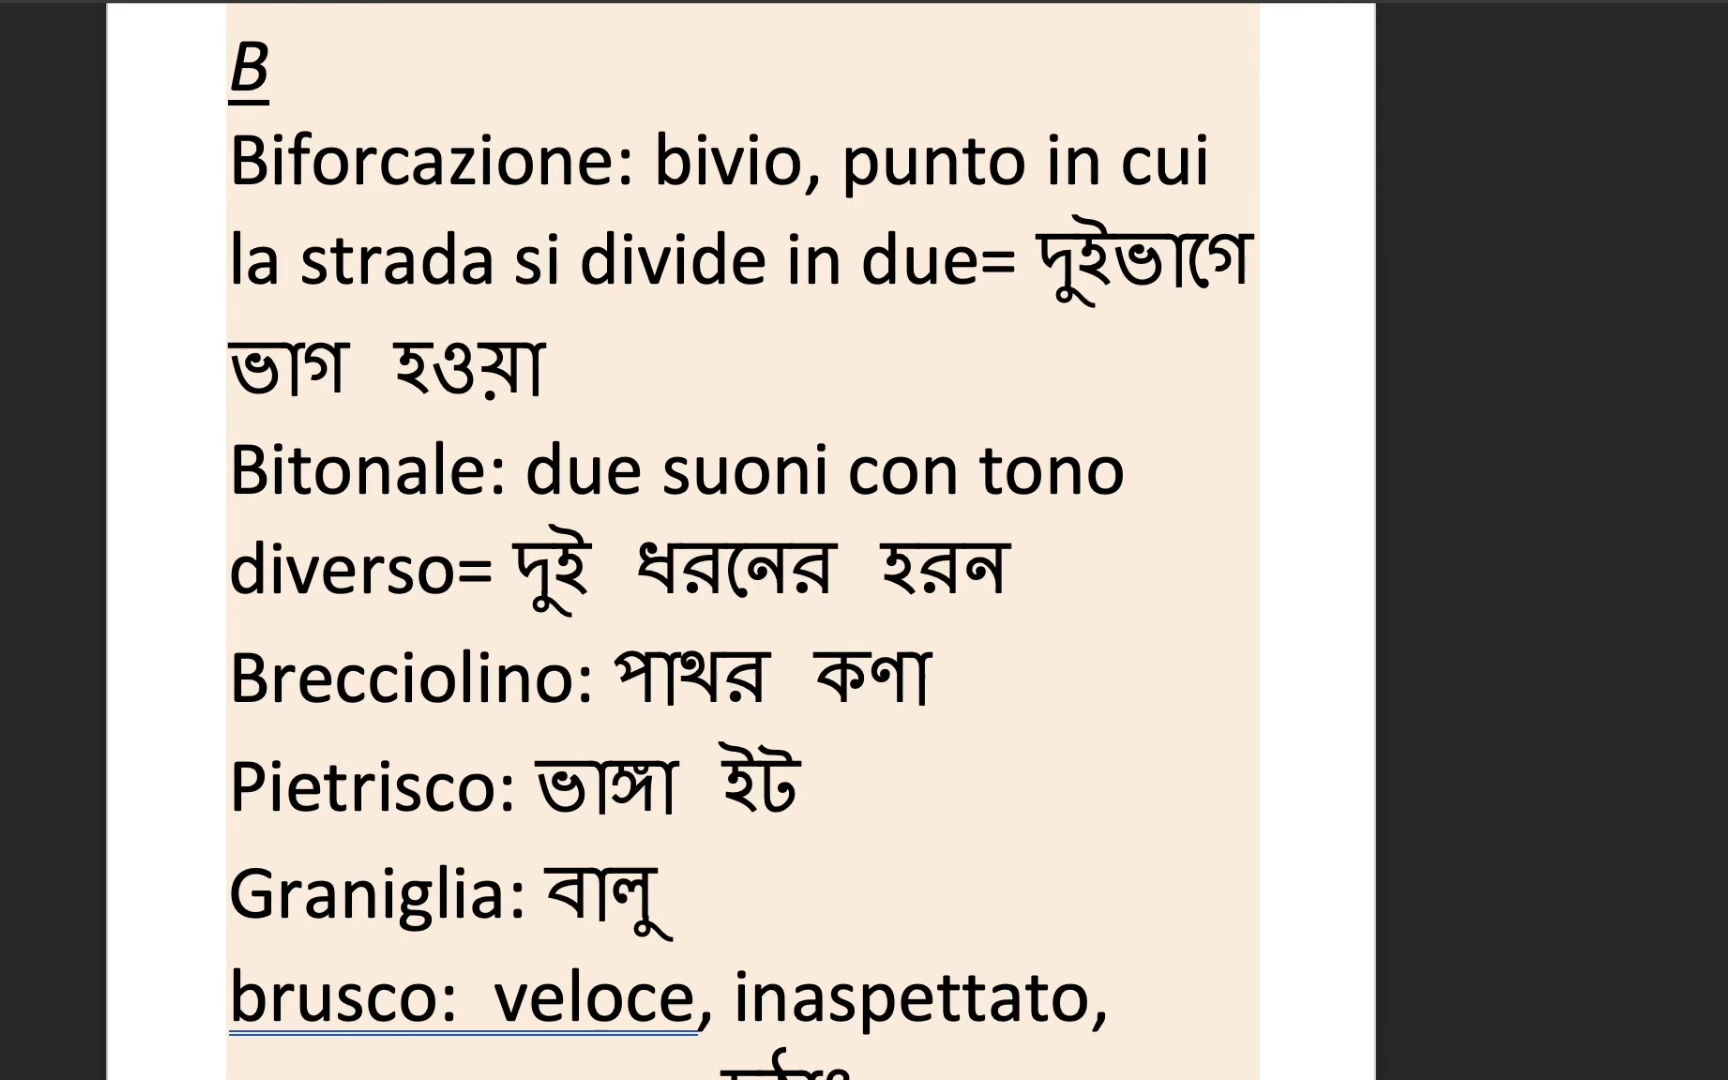 B
Biforcazione: bivio, punto in cui
la strada si divide in due= দুইভাগে
ভাগ হওয়া
Bitonale: due suoni con tono
diverso= দুই ধরনের হরন
Brecciolino: পাথর কণা
Pietrisco: ভাঙ্গা ইট
Graniglia: বালু
brusco: veloce, inaspettato,